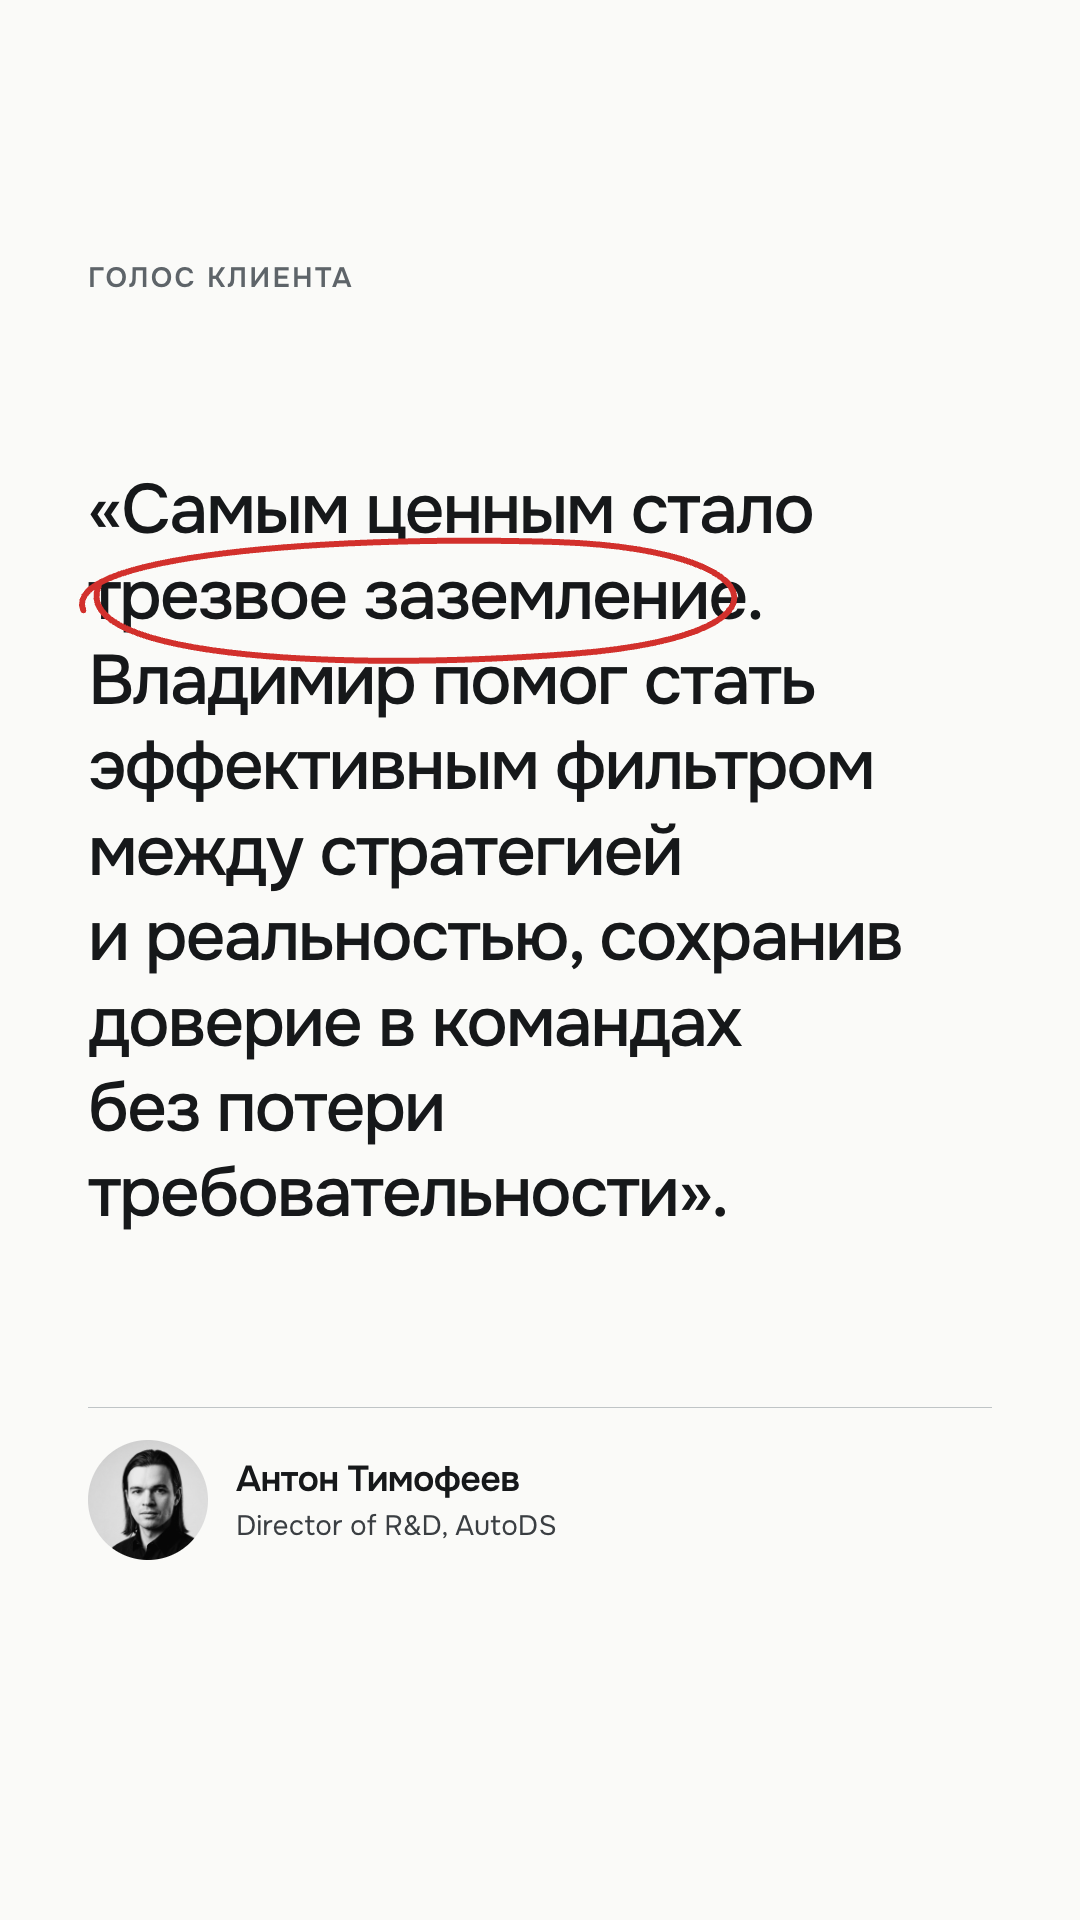 ГОЛОС КЛИЕНТА
«Самым ценным стало
трезвое заземление.
Владимир помог стать
эффективным фильтром
между стратегией
и реальностью, сохранив
доверие в командах
без потери
требовательности».
Антон Тимофеев
Director of R&D, AutoDS